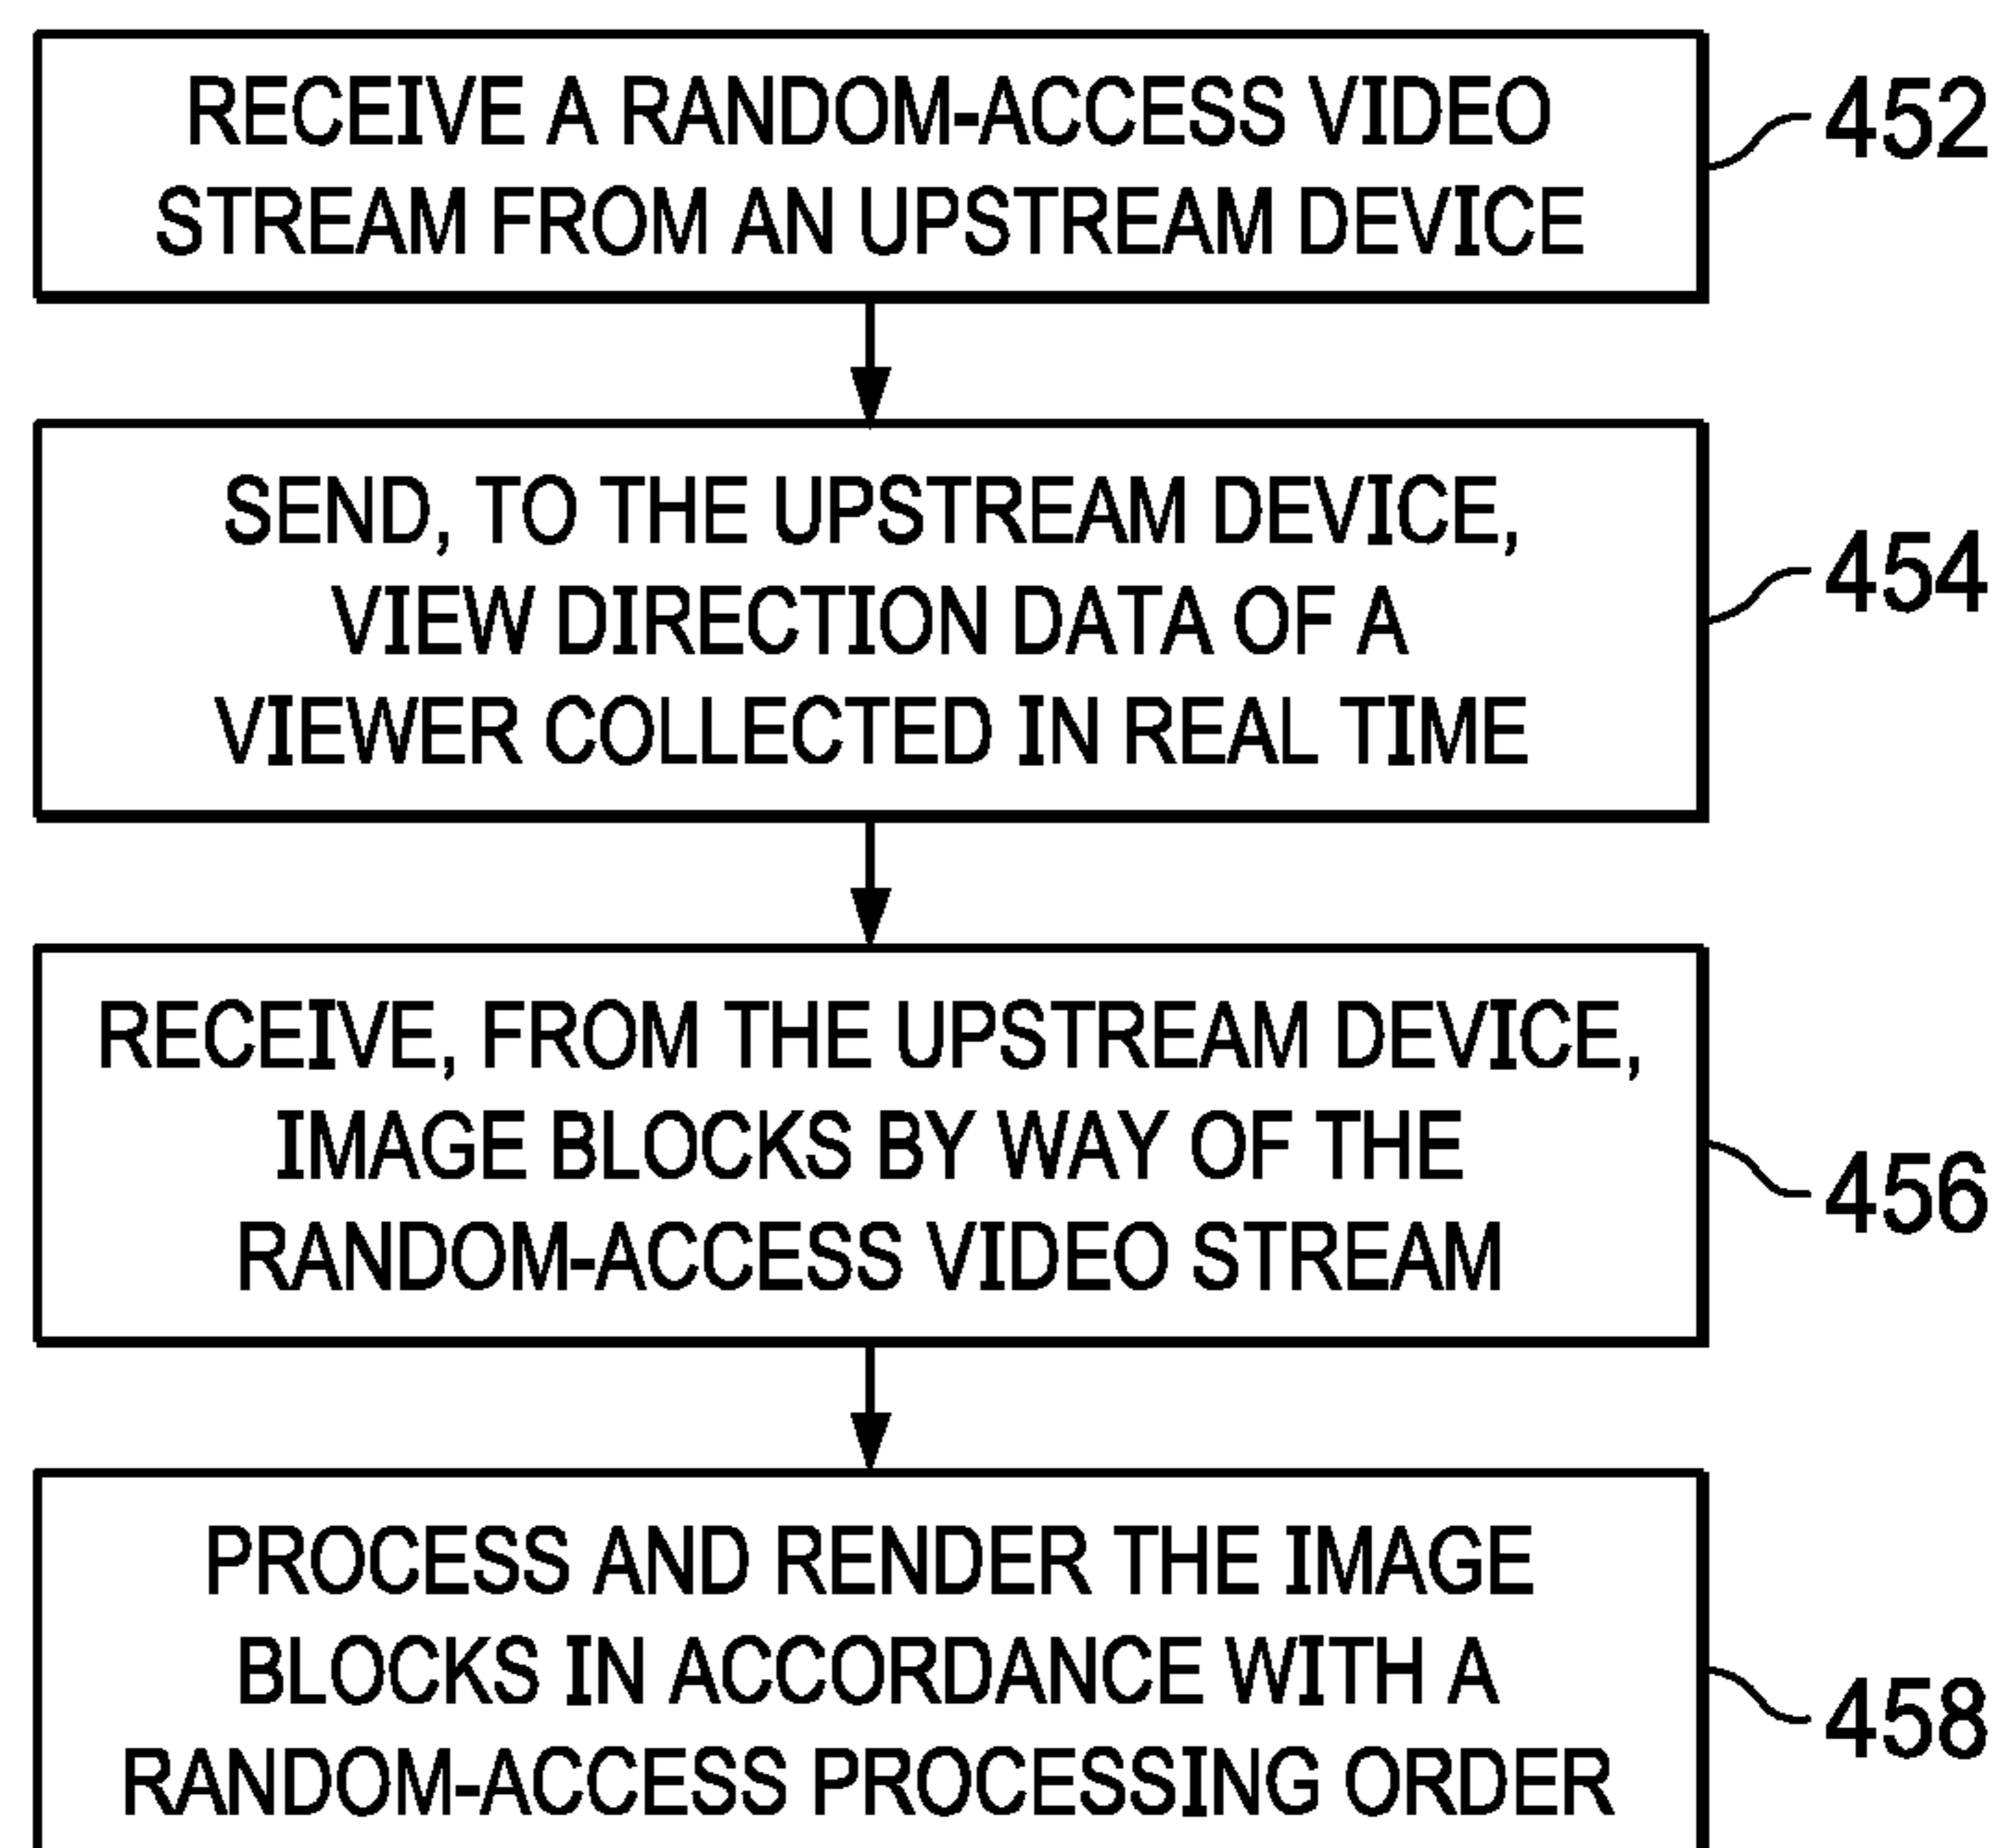 RECEIVE A RANDOM-ACCESS VIDEO
STREAM FROM AN UPSTREAM DEVICE
452
SEND, TO THE UPSTREAM DEVICE,
VIEW DIRECTION DATA OF A
VIEWER COLLECTED IN REAL TIME
454
RECEIVE, FROM THE UPSTREAM DEVICE,
IMAGE BLOCKS BY WAY OF THE
RANDOM-ACCESS VIDEO STREAM
456
PROCESS AND RENDER THE IMAGE
BLOCKS IN ACCORDANCE WITH A
RANDOM-ACCESS PROCESSING ORDER
458